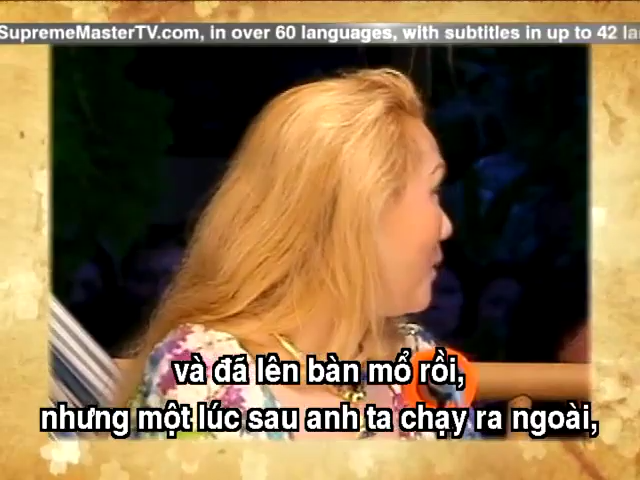 SupremeMasterTV.com, in over 60 languages, with subtitles in up to 42
và đã lên bàn mổ rồi,
nhưng một lúc sau anh ta chạy ra ngoài,